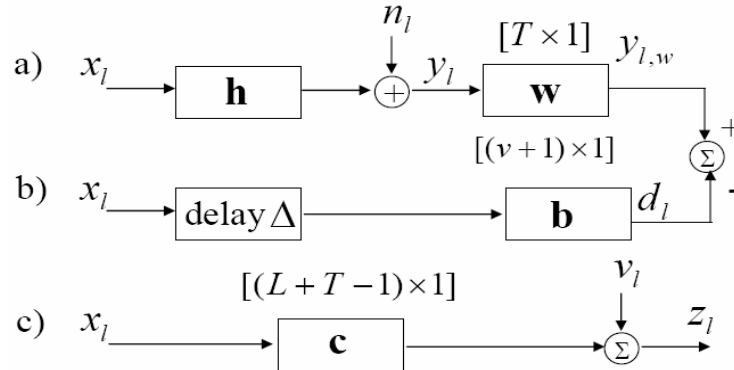 n_l
a) x_l h + y_l [T × 1] w y_{l,w} +
[(v + 1) × 1] Σ
b) x_l delay Δ b d_l -
[(L + T − 1) × 1] v_l
c) x_l c Σ z_l